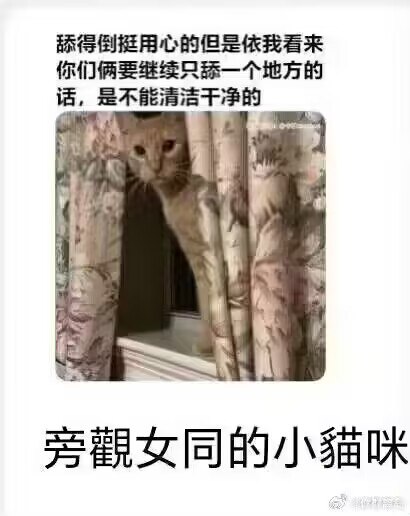 舔得倒挺用心的但是依我看来
你们俩要继续只舔一个地方的
话，是不能清洁干净的
旁觀女同的小貓咪